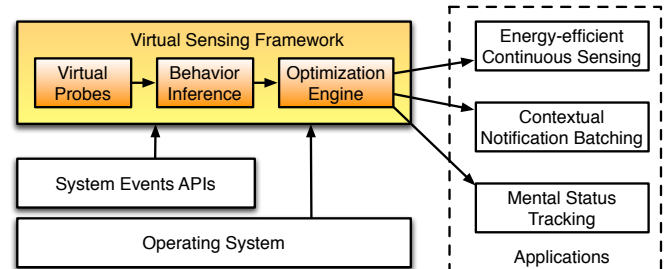 Virtual Sensing Framework
Virtual
Probes
Behavior
Inference
Optimization
Engine
System Events APIs
Operating System
Energy-efficient
Continuous Sensing
Contextual
Notification Batching
Mental Status
Tracking
Applications